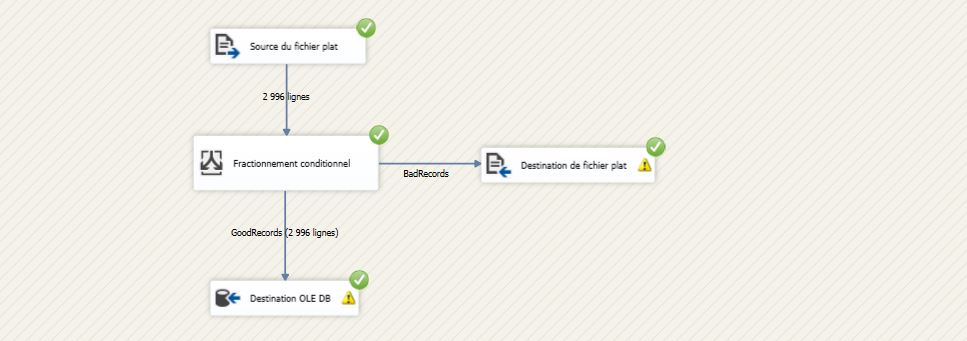 Source du fichier plat
2 996 lignes
Fractionnement conditionnel
BadRecords
Destination de fichier plat
GoodRecords (2 996 lignes)
Destination OLE DB